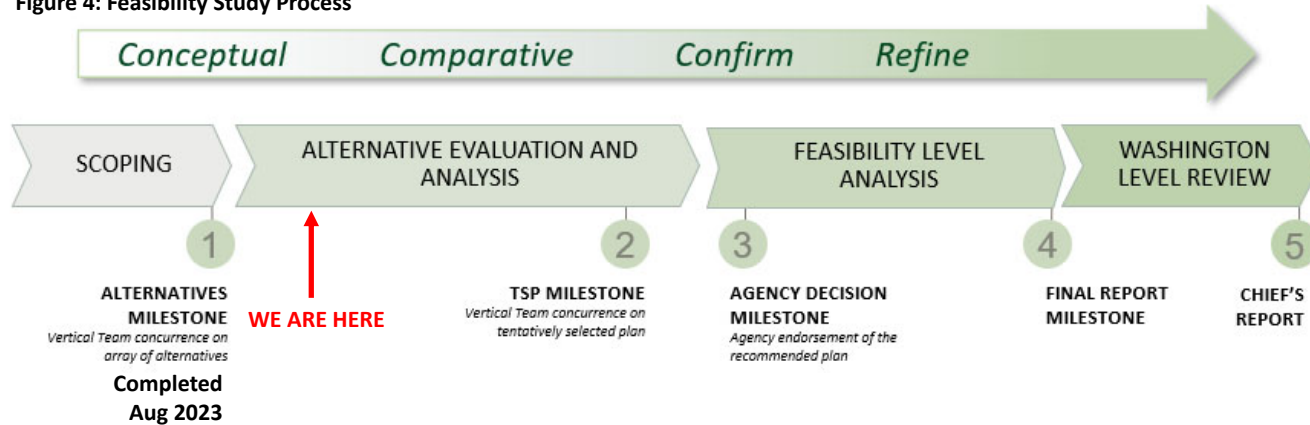 Figure 4: Feasibility Study Process
Conceptual Comparative Confirm Refine
SCOPING
ALTERNATIVE EVALUATION AND
ANALYSIS
FEASIBILITY LEVEL
ANALYSIS
WASHINGTON
LEVEL REVIEW
1
2
3
4
5
ALTERNATIVES
MILESTONE
Vertical Team concurrence on
array of alternatives
Completed
Aug 2023
WE ARE HERE
TSP MILESTONE
Vertical Team concurrence on
tentatively selected plan
AGENCY DECISION
MILESTONE
Agency endorsement of the
recommended plan
FINAL REPORT
MILESTONE
CHIEF'S
REPORT